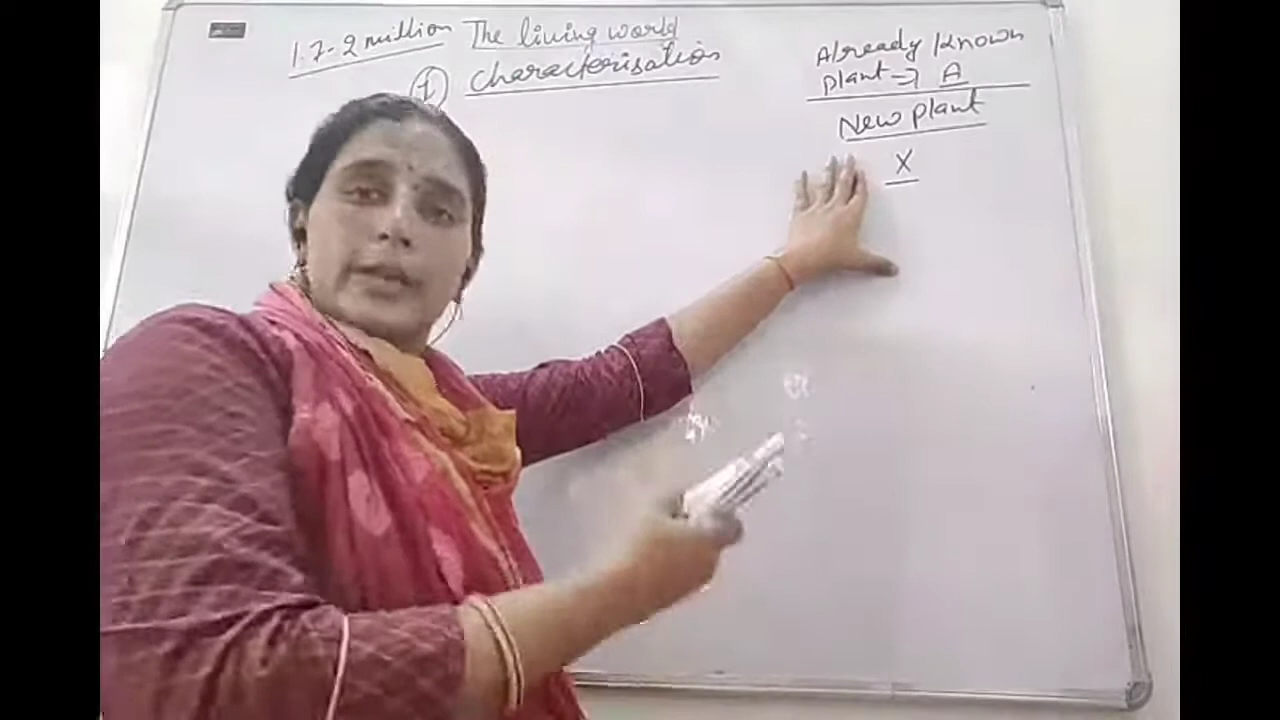 1.7-2 million
The living world
① characterisation
Already known
plant → A
New plant
X